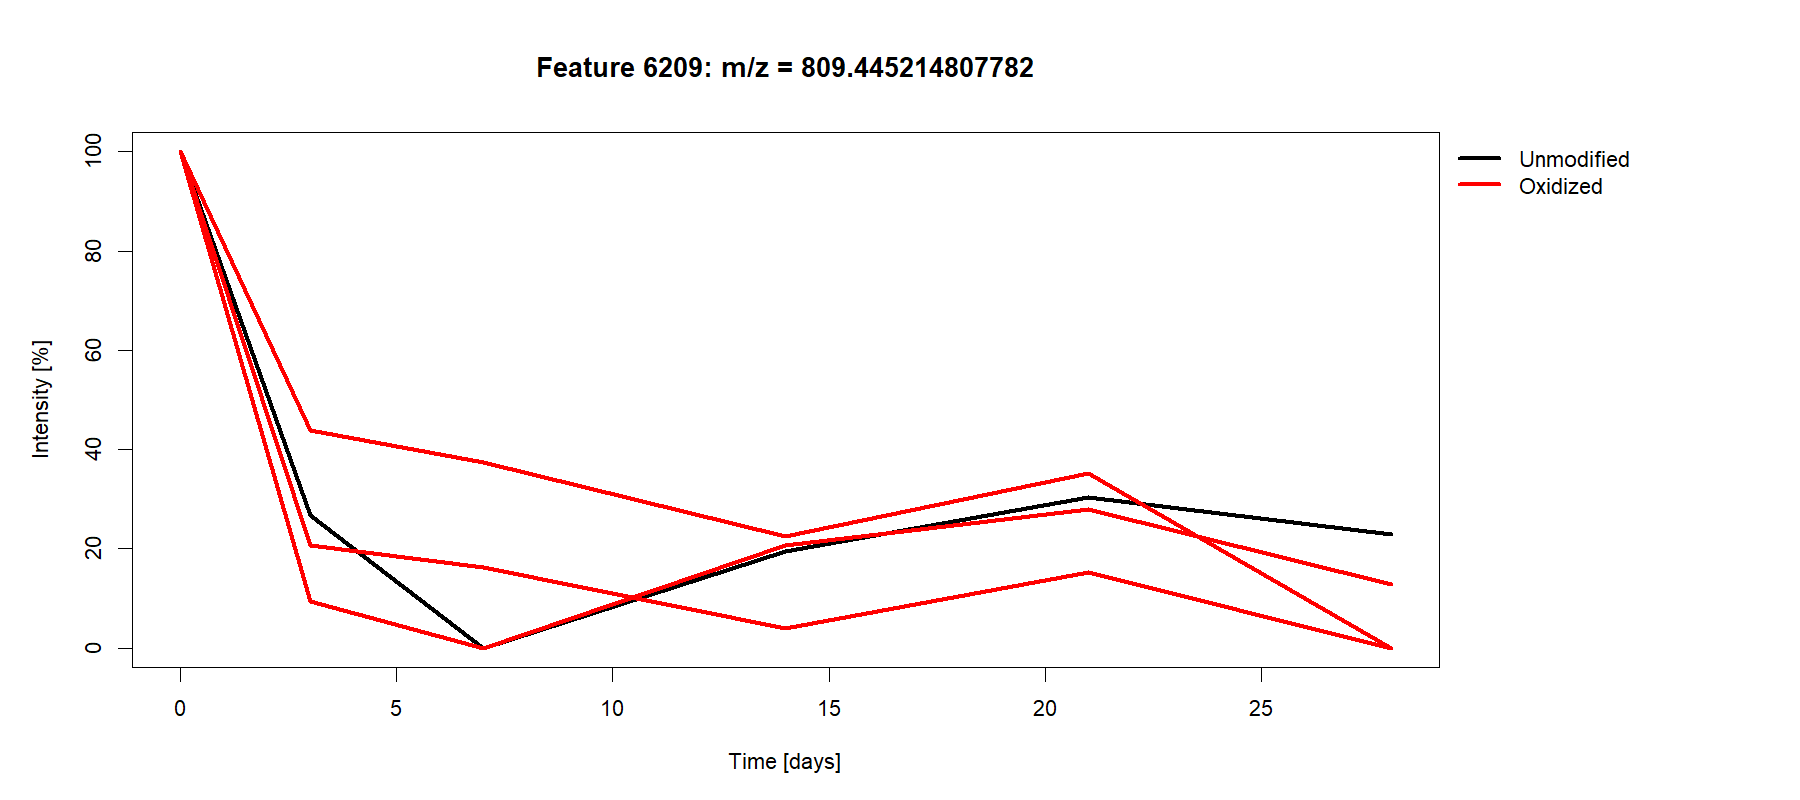 Feature 6209: m/z = 809.445214807782
Unmodified
Oxidized
Intensity [%]
100
80
60
40
20
0
0 5 10 15 20 25
Time [days]